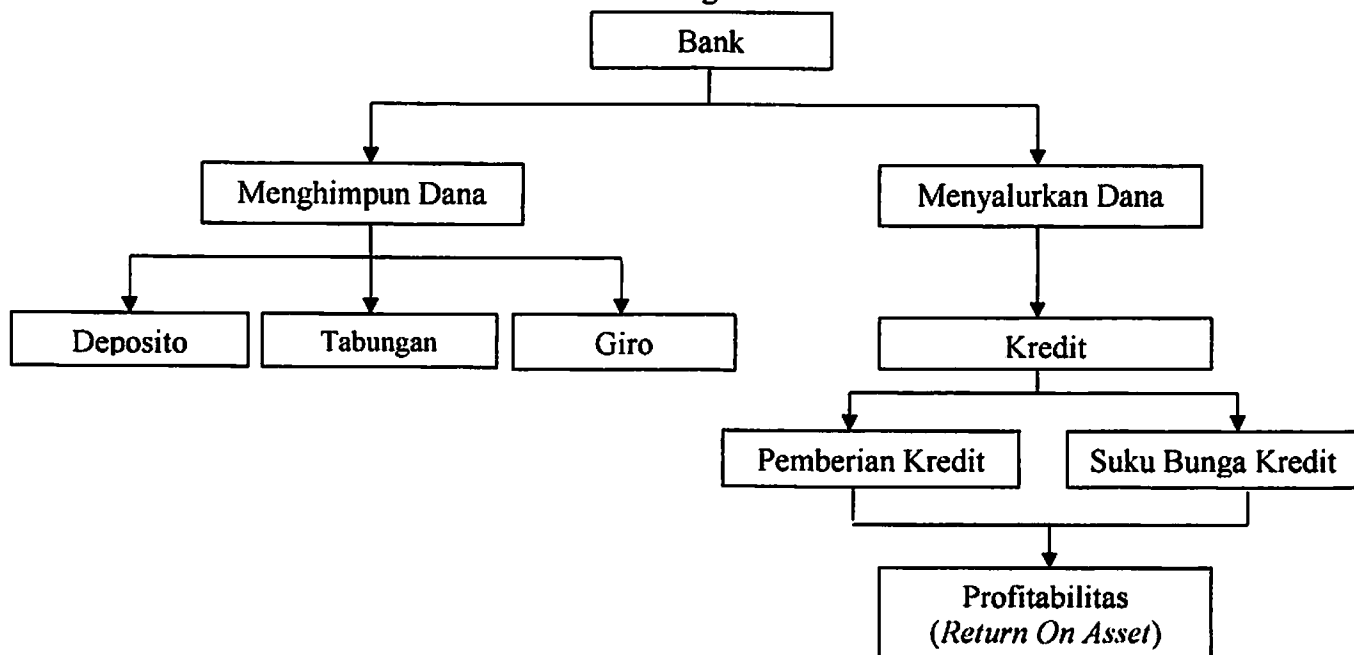 Bank
Menghimpun Dana
Menyalurkan Dana
Deposito
Tabungan
Giro
Kredit
Pemberian Kredit
Suku Bunga Kredit
Profitabilitas
(Return On Asset)